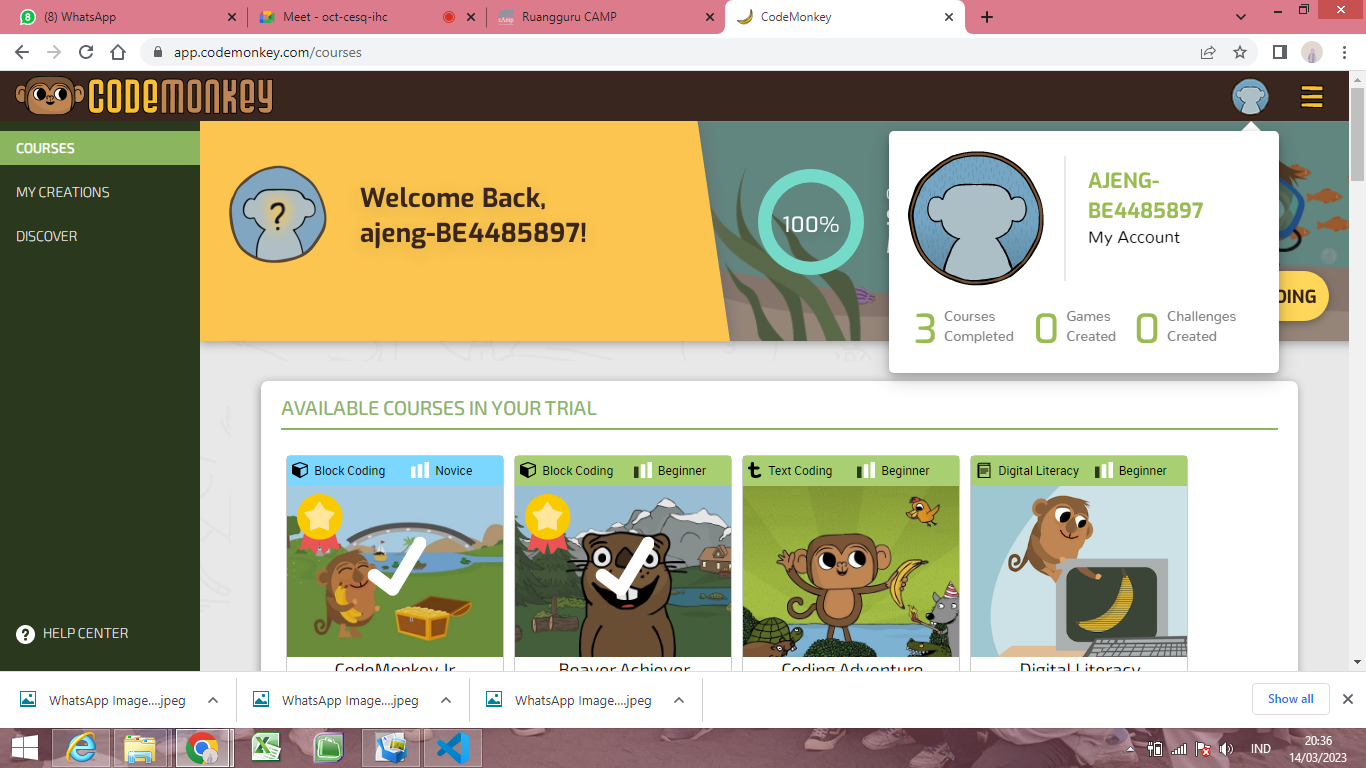 (8) WhatsApp
Meet - oct-cesq-ihc
Ruangguru CAMP
CodeMonkey
app.codemonkey.com/courses
CODEMONKEY
COURSES
MY CREATIONS
DISCOVER
HELP CENTER
?
Welcome Back,
ajeng-BE4485897!
100%
AJENG-
BE4485897
My Account
3 Courses Completed
0 Games Created
0 Challenges Created
AVAILABLE COURSES IN YOUR TRIAL
Block Coding Novice
CodeMonkey Jr
Block Coding Beginner
Beaver Achiever
Text Coding Beginner
Coding Adventure
Digital Literacy Beginner
Digital Literacy
WhatsApp Image....jpeg
WhatsApp Image....jpeg
WhatsApp Image....jpeg
Show all
IND
20:36
14/03/2023